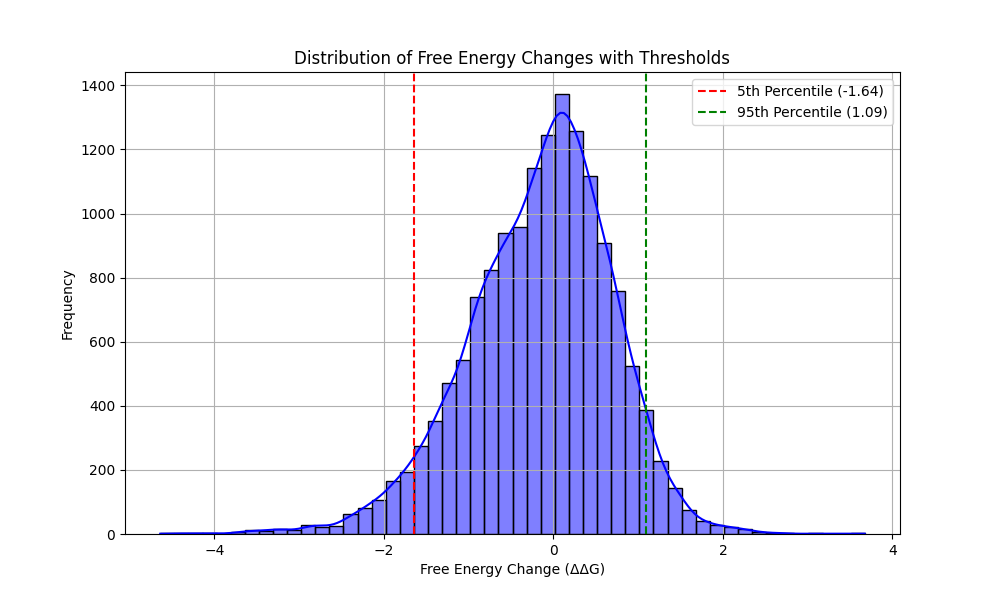 Distribution of Free Energy Changes with Thresholds
5th Percentile (-1.64)
95th Percentile (1.09)
Frequency
1400
1200
1000
800
600
400
200
0
−4
−2
0
2
4
Free Energy Change (ΔΔG)